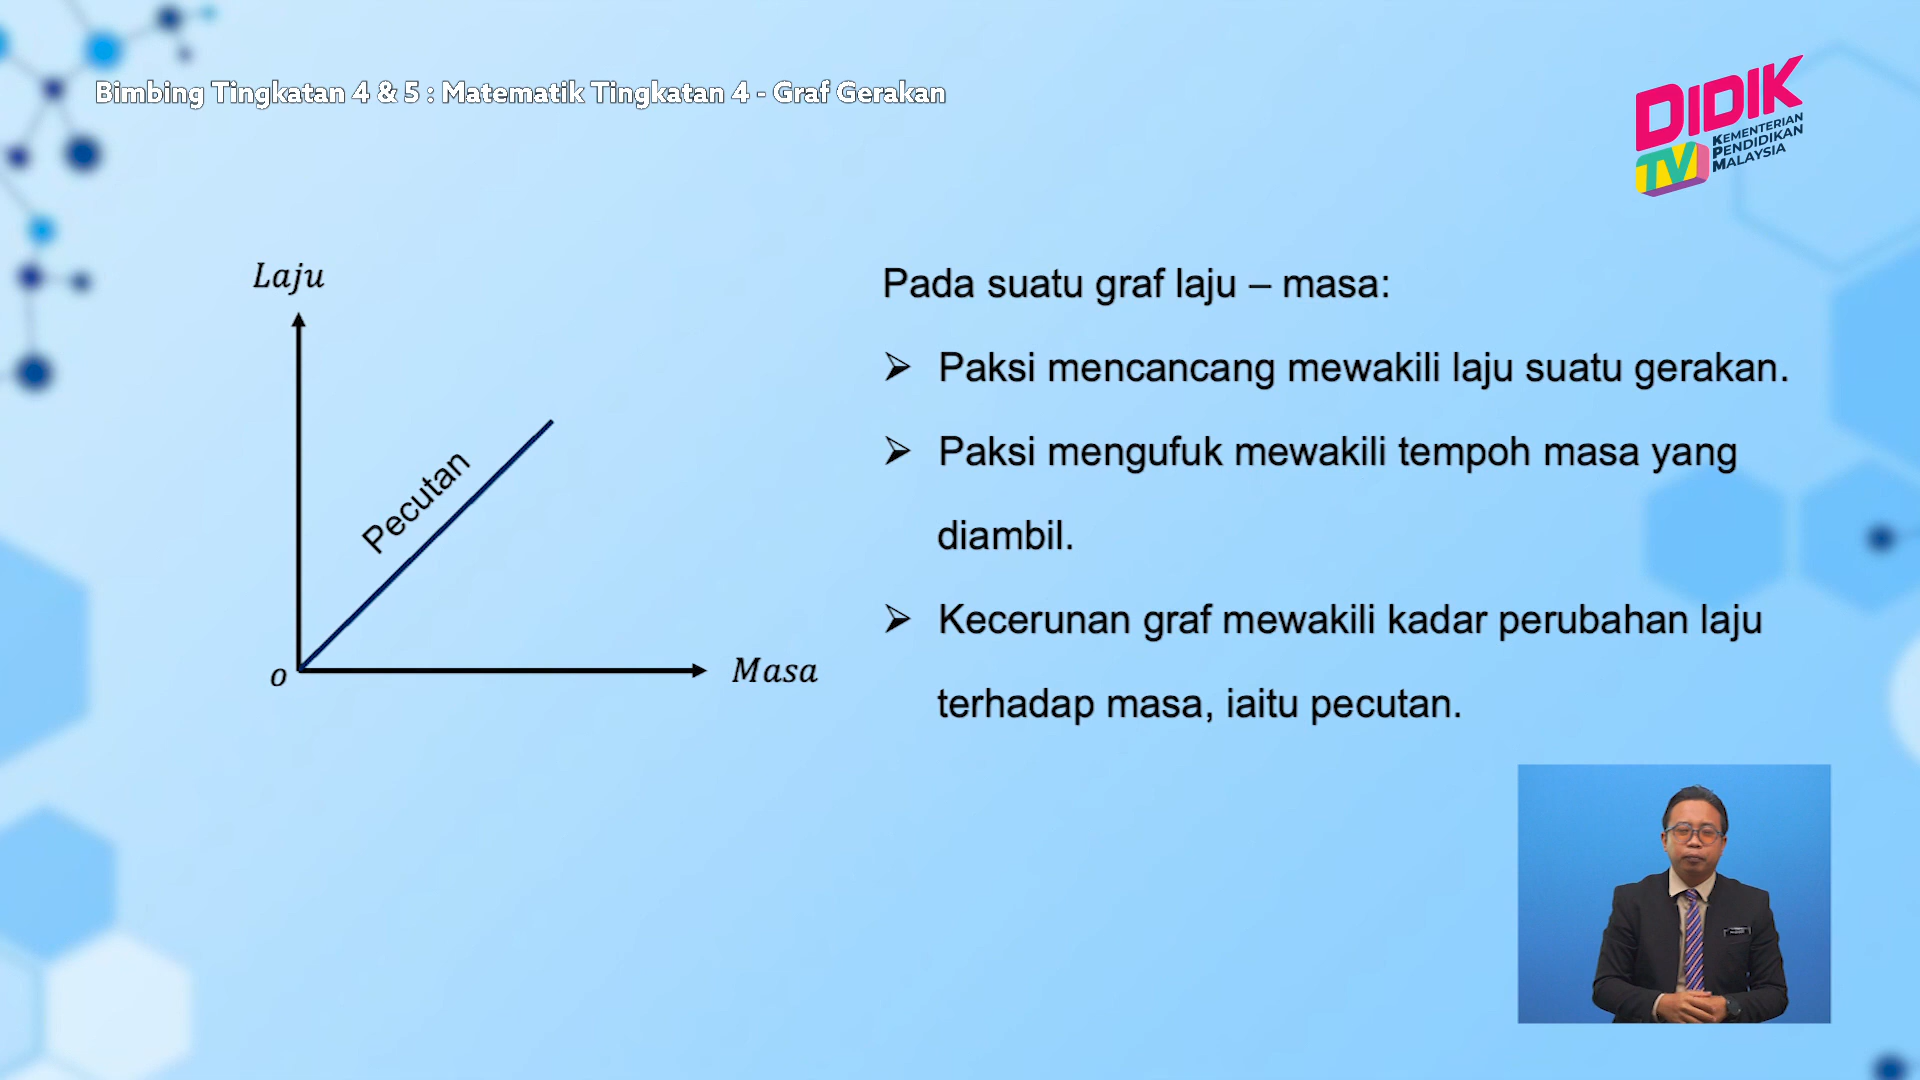 Bimbing Tingkatan 4 & 5 : Matematik Tingkatan 4 - Graf Gerakan
DIDIK
TV
KEMENTERIAN
PENDIDIKAN
MALAYSIA
Laju
Pecutan
O
Masa
Pada suatu graf laju – masa:
➢ Paksi mencancang mewakili laju suatu gerakan.
➢ Paksi mengufuk mewakili tempoh masa yang
diambil.
➢ Kecerunan graf mewakili kadar perubahan laju
terhadap masa, iaitu pecutan.